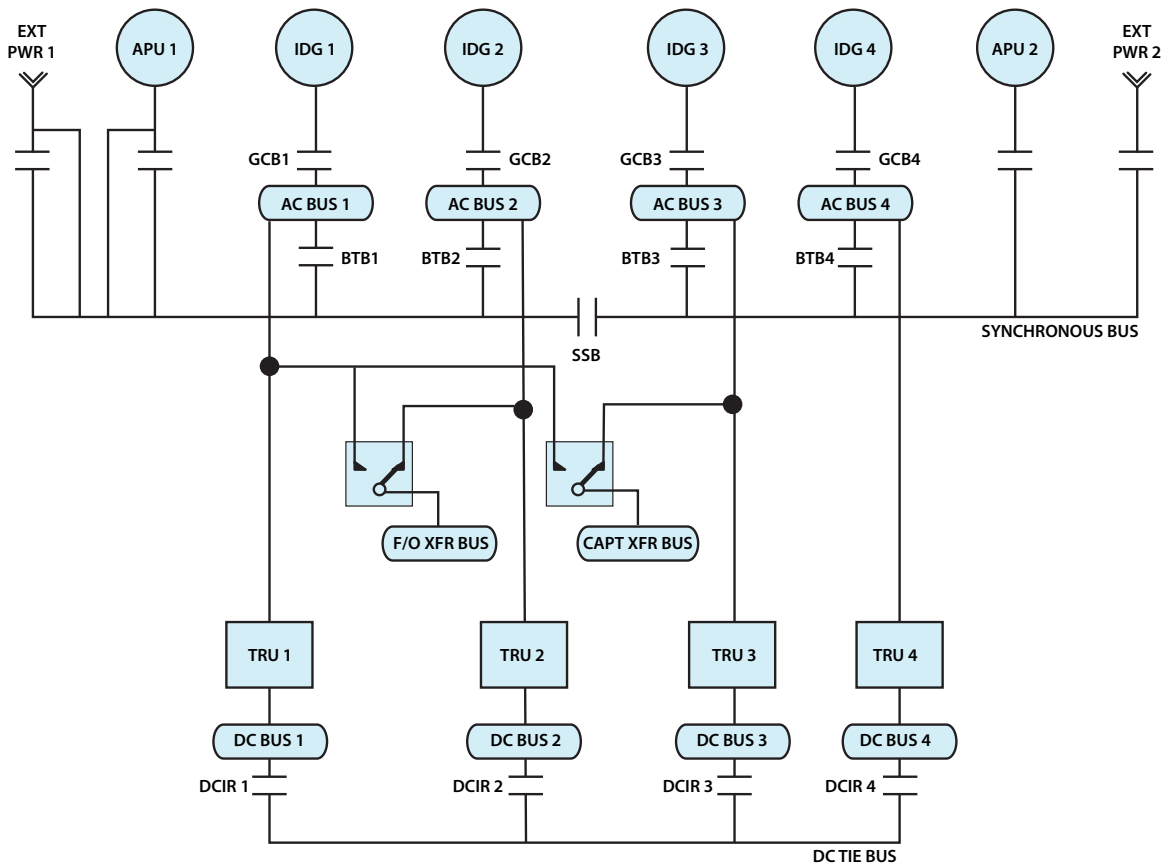 EXT
PWR 1
APU 1
IDG 1
IDG 2
IDG 3
IDG 4
APU 2
EXT
PWR 2
GCB1
GCB2
GCB3
GCB4
AC BUS 1
AC BUS 2
AC BUS 3
AC BUS 4
BTB1
BTB2
BTB3
BTB4
SYNCHRONOUS BUS
SSB
F/O XFR BUS
CAPT XFR BUS
TRU 1
TRU 2
TRU 3
TRU 4
DC BUS 1
DC BUS 2
DC BUS 3
DC BUS 4
DCIR 1
DCIR 2
DCIR 3
DCIR 4
DC TIE BUS